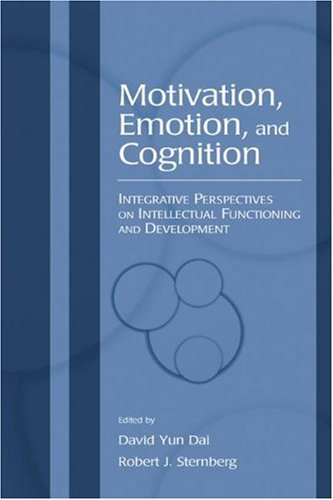 Motivation,
Emotion, and
Cognition
INTEGRATIVE PERSPECTIVES
ON INTELLECTUAL FUNCTIONING
AND DEVELOPMENT
Edited by
David Yun Dai
Robert J. Sternberg